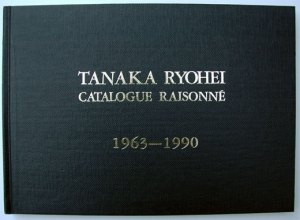 TANAKA RYOHEI
CATALOGUE RAISONNÉ
1963—1990